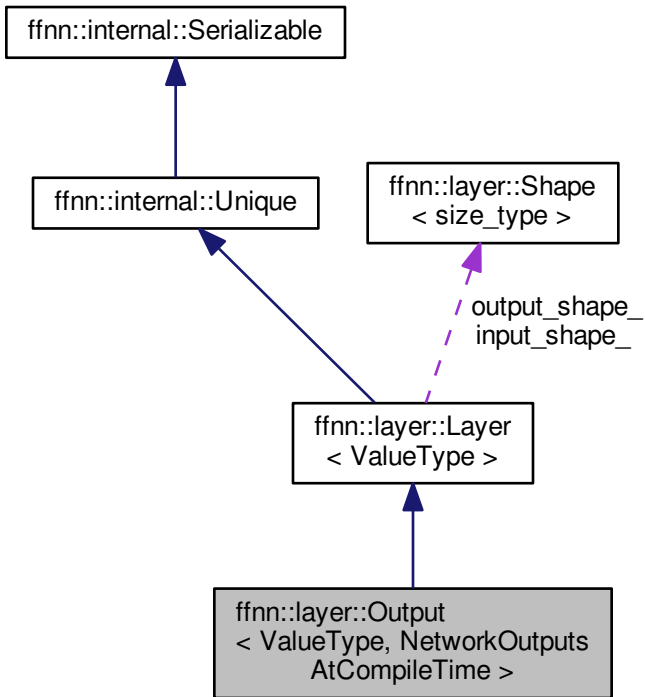 ffnn::internal::Serializable
ffnn::internal::Unique
ffnn::layer::Shape
< size_type >
output_shape_
input_shape_
ffnn::layer::Layer
< ValueType >
ffnn::layer::Output
< ValueType, NetworkOutputs
AtCompileTime >